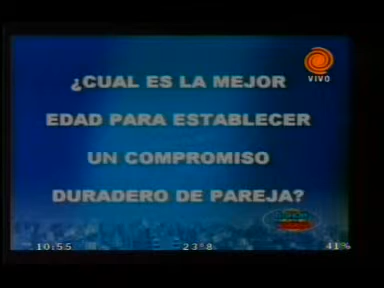 VIVO
¿CUAL ES LA MEJOR
EDAD PARA ESTABLECER
UN COMPROMISO
DURADERO DE PAREJA?
10:55 23°8 41%